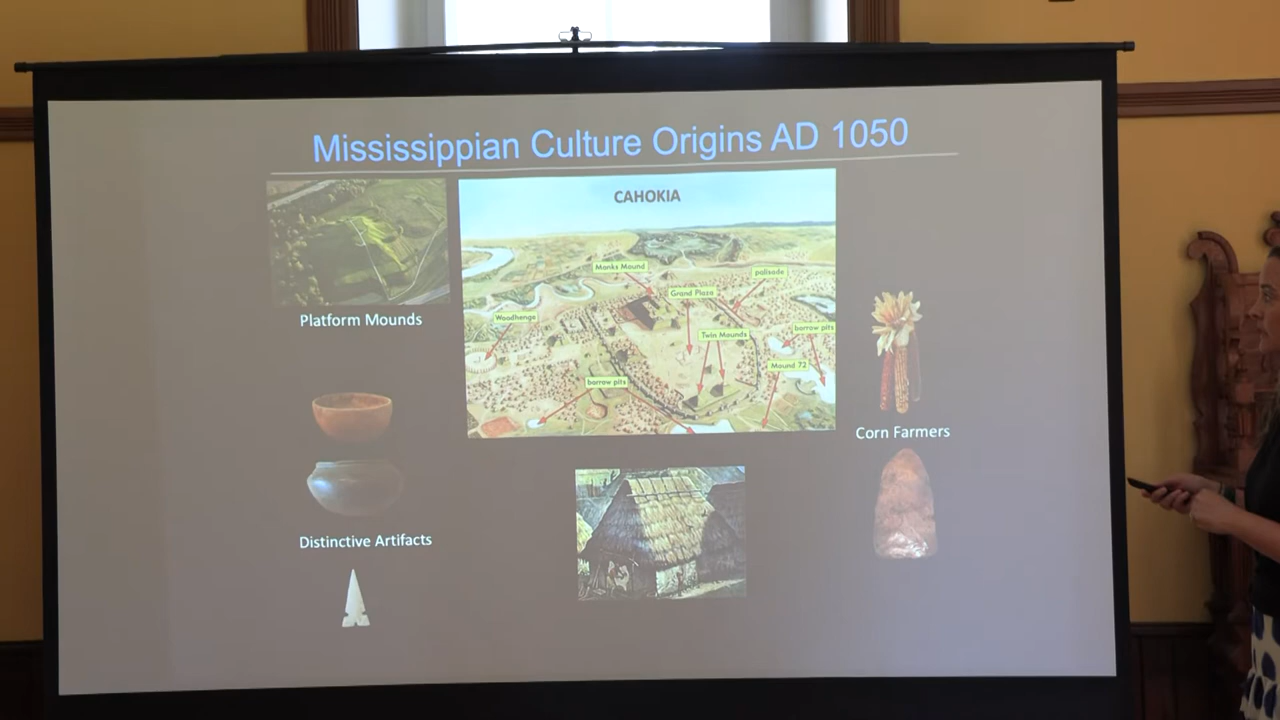 Mississippian Culture Origins AD 1050
CAHOKIA
Monks Mound
palisade
Grand Plaza
Woodhenge
Twin Mounds
borrow pits
Mound 72
borrow pits
Platform Mounds
Corn Farmers
Distinctive Artifacts